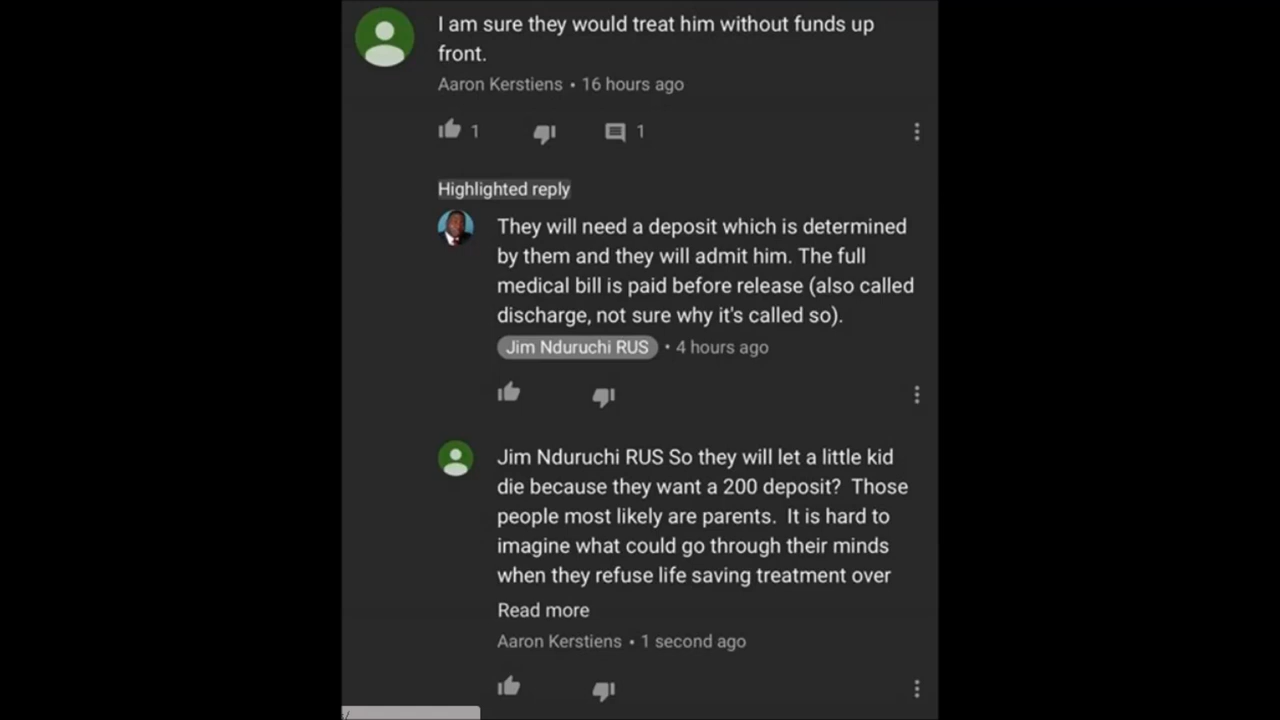 I am sure they would treat him without funds up
front.
Aaron Kerstiens • 16 hours ago
1
1
Highlighted reply
They will need a deposit which is determined
by them and they will admit him. The full
medical bill is paid before release (also called
discharge, not sure why it's called so).
Jim Nduruchi RUS • 4 hours ago
Jim Nduruchi RUS So they will let a little kid
die because they want a 200 deposit?  Those
people most likely are parents.  It is hard to
imagine what could go through their minds
when they refuse life saving treatment over
Read more
Aaron Kerstiens • 1 second ago